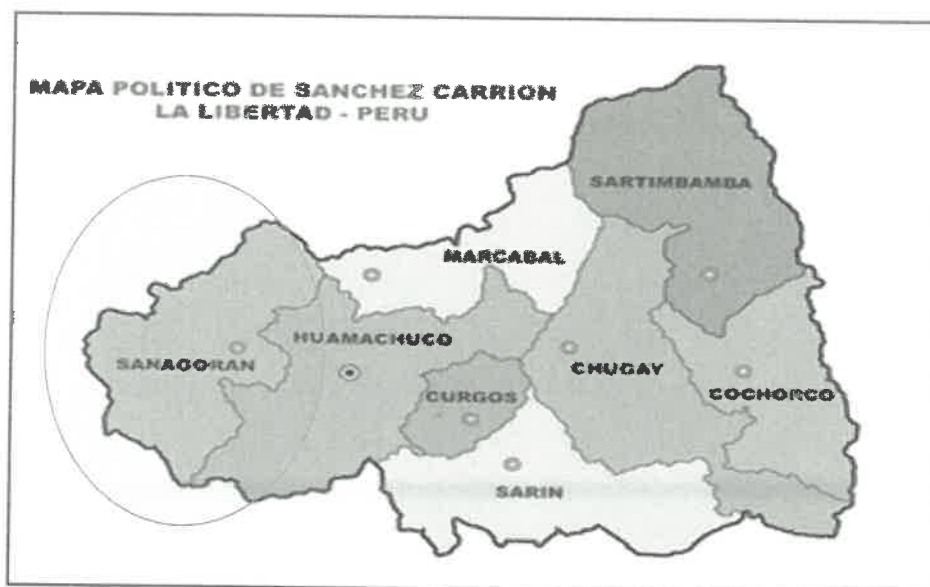 MAPA POLITICO DE SANCHEZ CARRION
LA LIBERTAD - PERU
SARTIMBAMBA
MARCABAL
HUAMACHUCO
SANAGORAN
CHUGAY
CURGOS
COCHORCO
SARIN